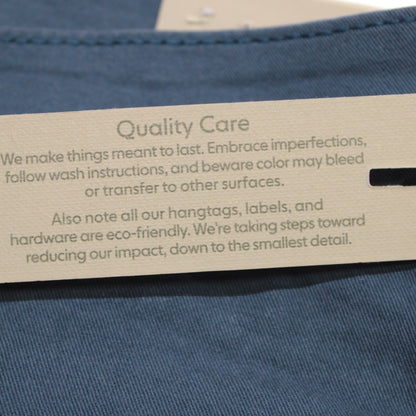 Quality Care
We make things meant to last. Embrace imperfections,
follow wash instructions, and beware color may bleed
or transfer to other surfaces.
Also note all our hangtags, labels, and
hardware are eco-friendly. We're taking steps toward
reducing our impact, down to the smallest detail.